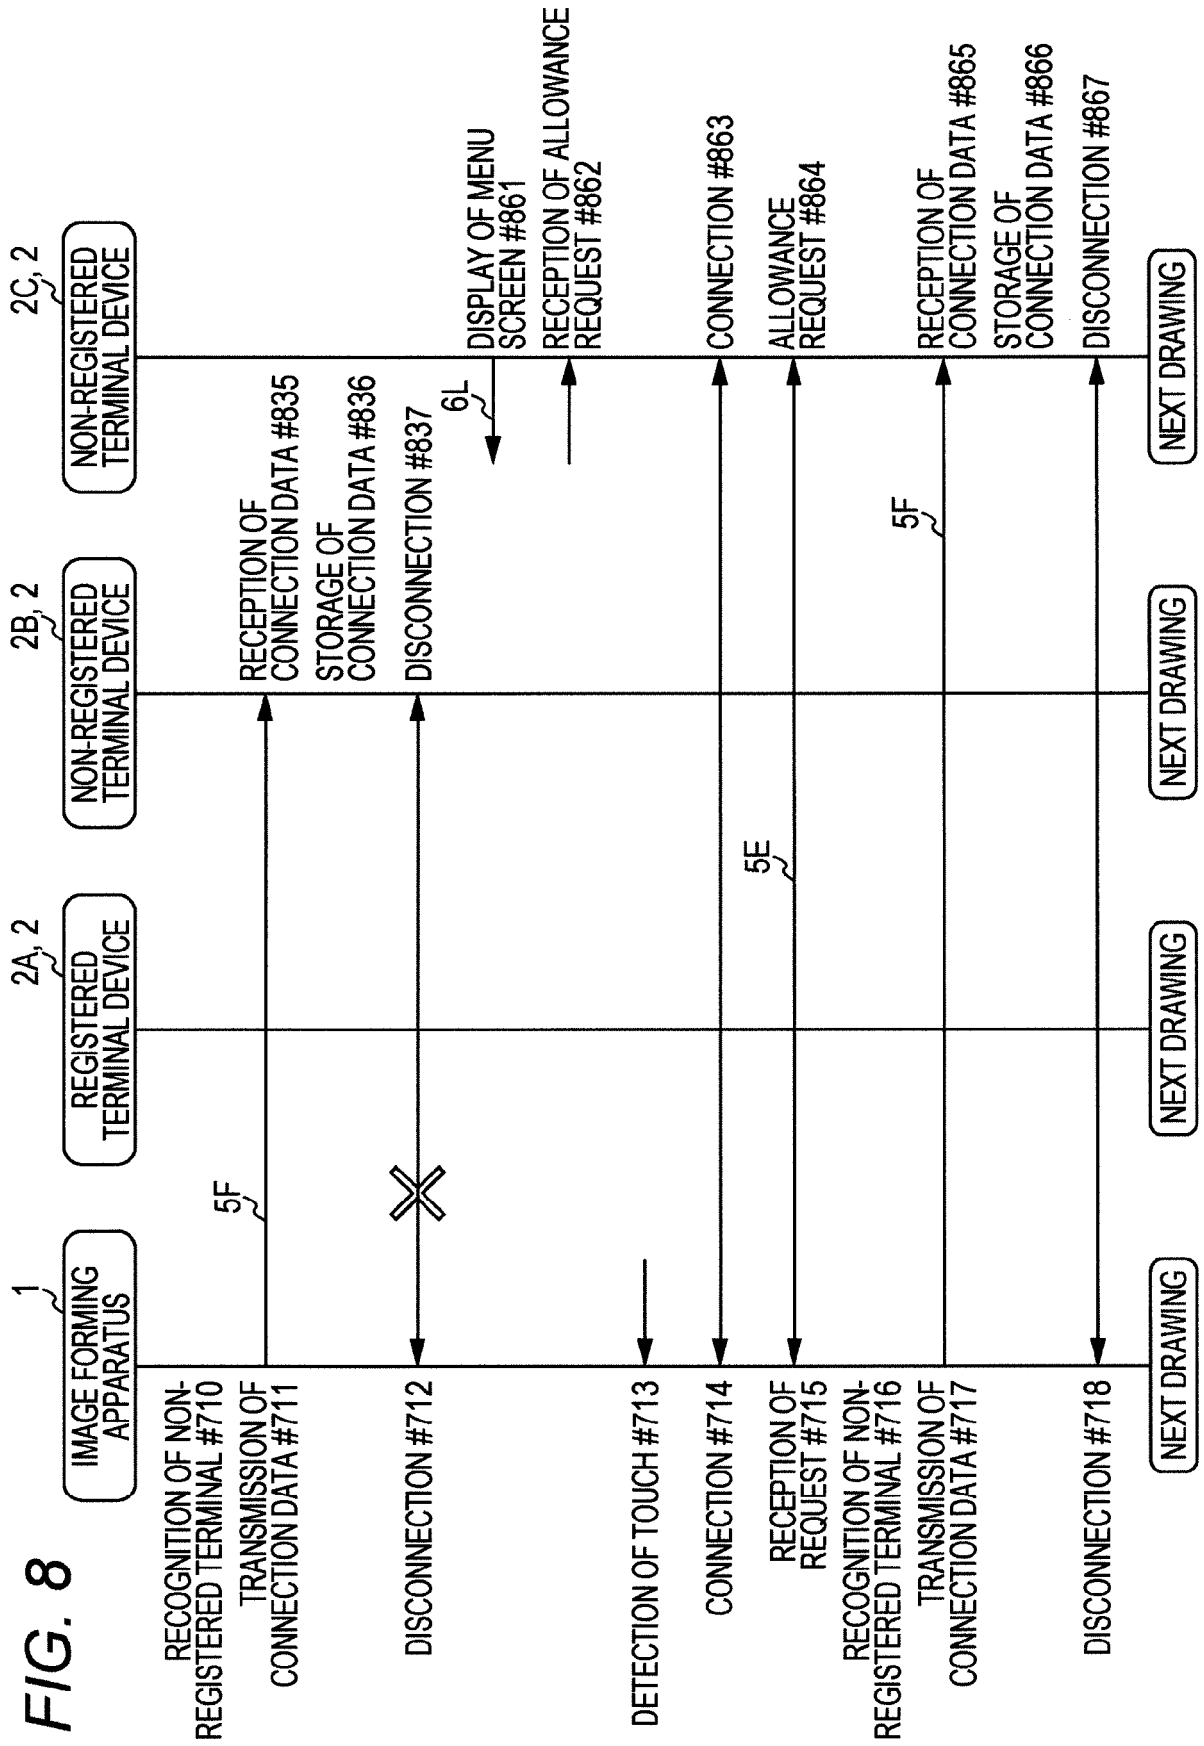 FIG. 8
1
IMAGE FORMING
APPARATUS
2A, 2
REGISTERED
TERMINAL DEVICE
2B, 2
NON-REGISTERED
TERMINAL DEVICE
2C, 2
NON-REGISTERED
TERMINAL DEVICE
RECOGNITION OF NON-
REGISTERED TERMINAL #710
TRANSMISSION OF
CONNECTION DATA #711
5F
RECEPTION OF
CONNECTION DATA #835
STORAGE OF
CONNECTION DATA #836
DISCONNECTION #712
DISCONNECTION #837
6L
DISPLAY OF MENU
SCREEN #861
RECEPTION OF ALLOWANCE
REQUEST #862
DETECTION OF TOUCH #713
CONNECTION #714
CONNECTION #863
RECEPTION OF
REQUEST #715
5E
ALLOWANCE
REQUEST #864
RECOGNITION OF NON-
REGISTERED TERMINAL #716
TRANSMISSION OF
CONNECTION DATA #717
5F
RECEPTION OF
CONNECTION DATA #865
STORAGE OF
CONNECTION DATA #866
DISCONNECTION #718
DISCONNECTION #867
NEXT DRAWING
NEXT DRAWING
NEXT DRAWING
NEXT DRAWING